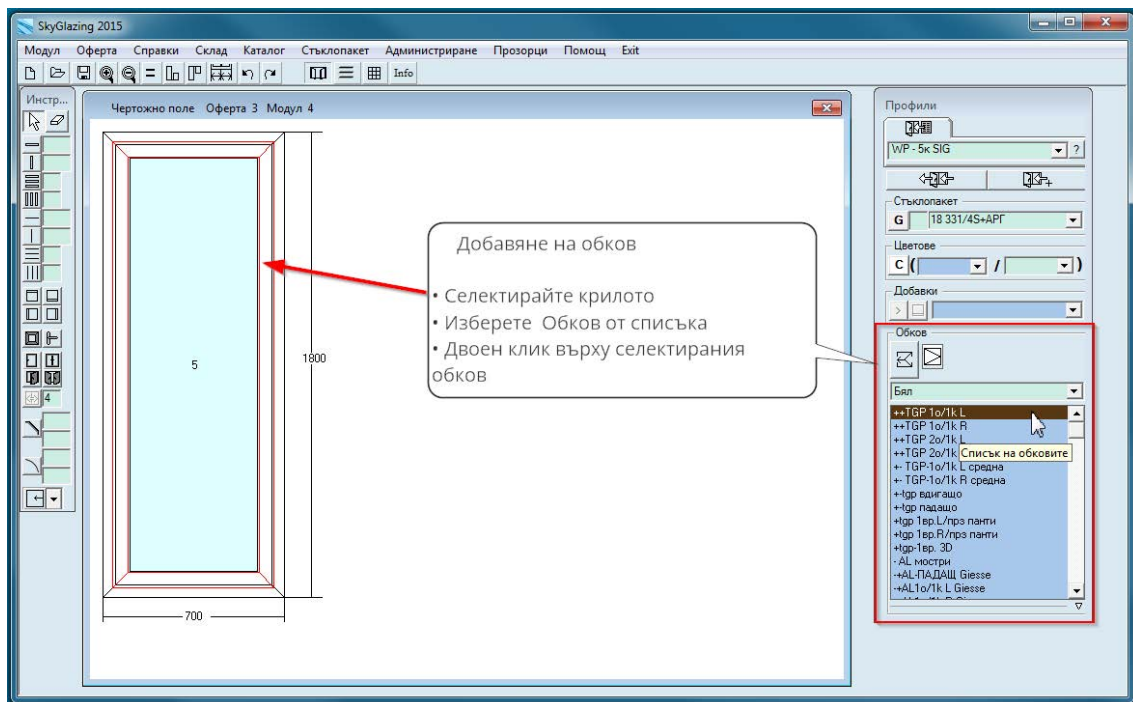 SkyGlazing 2015
Модул Оферта Справки Склад Каталог Стъклопакет Администриране Прозорци Помощ Exit
Info
Инстр...
4
Чертожно поле Оферта 3 Модул 4
5
1800
700
Добавяне на обков
• Селектирайте крилото
• Изберете Обков от списъка
• Двоен клик върху селектирания
обков
Профили
WP - 5к SIG
?
Стъклопакет
G 18 331/4S+АРГ
Цветове
C ( / )
Добавки
Обков
Бял
++TGP 1o/1k L
++TGP 1o/1k R
++TGP 2o/1k L
++TGP 2o/1k
Списък на обковите
+- TGP-1o/1k L средна
+- TGP-1o/1k R средна
+-tgp вдигащо
+-tgp падащо
+tgp 1вр.L/прз панти
+tgp 1вр.R/прз панти
+tgp-1вр. 3D
- AL мостри
-+AL-ПАДАЩ Giesse
-+AL1o/1k L Giesse